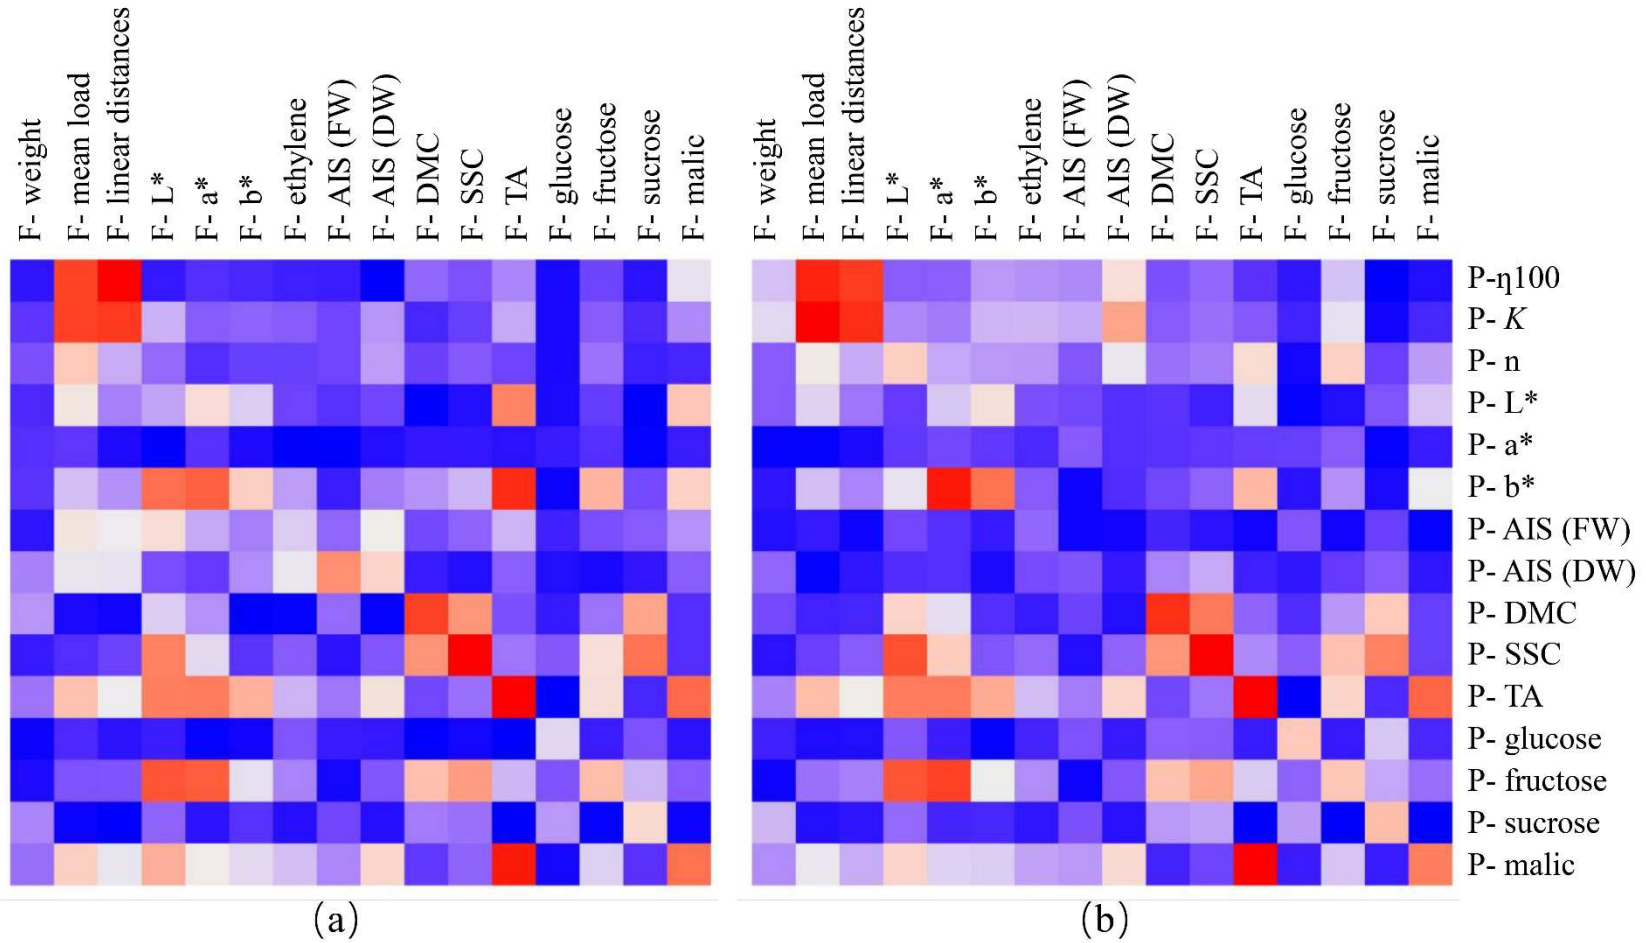 F- weight
F- mean load
F- linear distances
F- L*
F- a*
F- b*
F- ethylene
F- AIS (FW)
F- AIS (DW)
F- DMC
F- SSC
F- TA
F- glucose
F- fructose
F- sucrose
F- malic
F- weight
F- mean load
F- linear distances
F- L*
F- a*
F- b*
F- ethylene
F- AIS (FW)
F- AIS (DW)
F- DMC
F- SSC
F- TA
F- glucose
F- fructose
F- sucrose
F- malic
P-η100
P- K
P- n
P- L*
P- a*
P- b*
P- AIS (FW)
P- AIS (DW)
P- DMC
P- SSC
P- TA
P- glucose
P- fructose
P- sucrose
P- malic
(a)
(b)